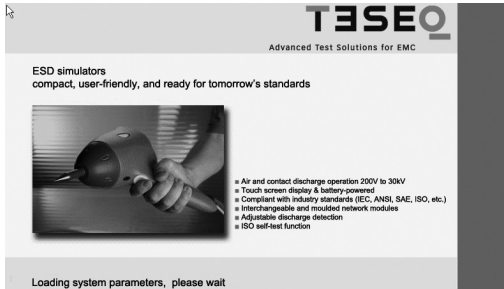 TESEQ
Advanced Test Solutions for EMC
ESD simulators
compact, user-friendly, and ready for tomorrow's standards
Air and contact discharge operation 200V to 30kV
Touch screen display & battery-powered
Compliant with industry standards (IEC, ANSI, SAE, ISO, etc.)
Interchangeable and moulded network modules
Adjustable discharge detection
ISO self-test function
Loading system parameters, please wait